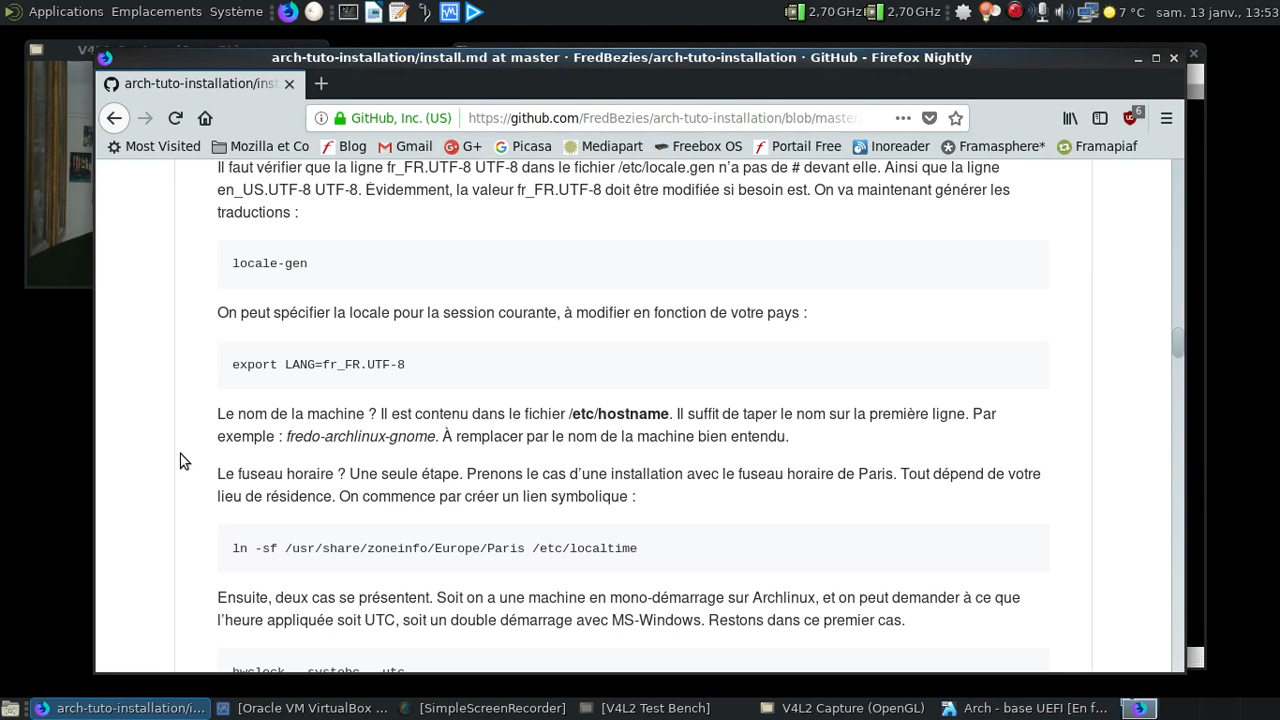 Applications Emplacements Système 2,70 GHz 2,70 GHz 7 °C sam. 13 janv., 13:53
arch-tuto-installation/install.md at master · FredBezies/arch-tuto-installation · GitHub - Firefox Nightly
arch-tuto-installation/inst
GitHub, Inc. (US) https://github.com/FredBezies/arch-tuto-installation/blob/master 6
Most Visited Mozilla et Co Blog Gmail G+ Picasa Mediapart Freebox OS Portail Free Inoreader Framasphere* Framapiaf
Il faut vérifier que la ligne fr_FR.UTF-8 UTF-8 dans le fichier /etc/locale.gen n’a pas de # devant elle. Ainsi que la ligne
en_US.UTF-8 UTF-8. Évidemment, la valeur fr_FR.UTF-8 doit être modifiée si besoin est. On va maintenant générer les
traductions :
locale-gen
On peut spécifier la locale pour la session courante, à modifier en fonction de votre pays :
export LANG=fr_FR.UTF-8
Le nom de la machine ? Il est contenu dans le fichier /etc/hostname. Il suffit de taper le nom sur la première ligne. Par
exemple : fredo-archlinux-gnome. À remplacer par le nom de la machine bien entendu.
Le fuseau horaire ? Une seule étape. Prenons le cas d’une installation avec le fuseau horaire de Paris. Tout dépend de votre
lieu de résidence. On commence par créer un lien symbolique :
ln -sf /usr/share/zoneinfo/Europe/Paris /etc/localtime
Ensuite, deux cas se présentent. Soit on a une machine en mono-démarrage sur Archlinux, et on peut demander à ce que
l’heure appliquée soit UTC, soit un double démarrage avec MS-Windows. Restons dans ce premier cas.
hwclock --systohc --utc
arch-tuto-installation/i... [Oracle VM VirtualBox ... [SimpleScreenRecorder] [V4L2 Test Bench] V4L2 Capture (OpenGL) Arch - base UEFI [En f...